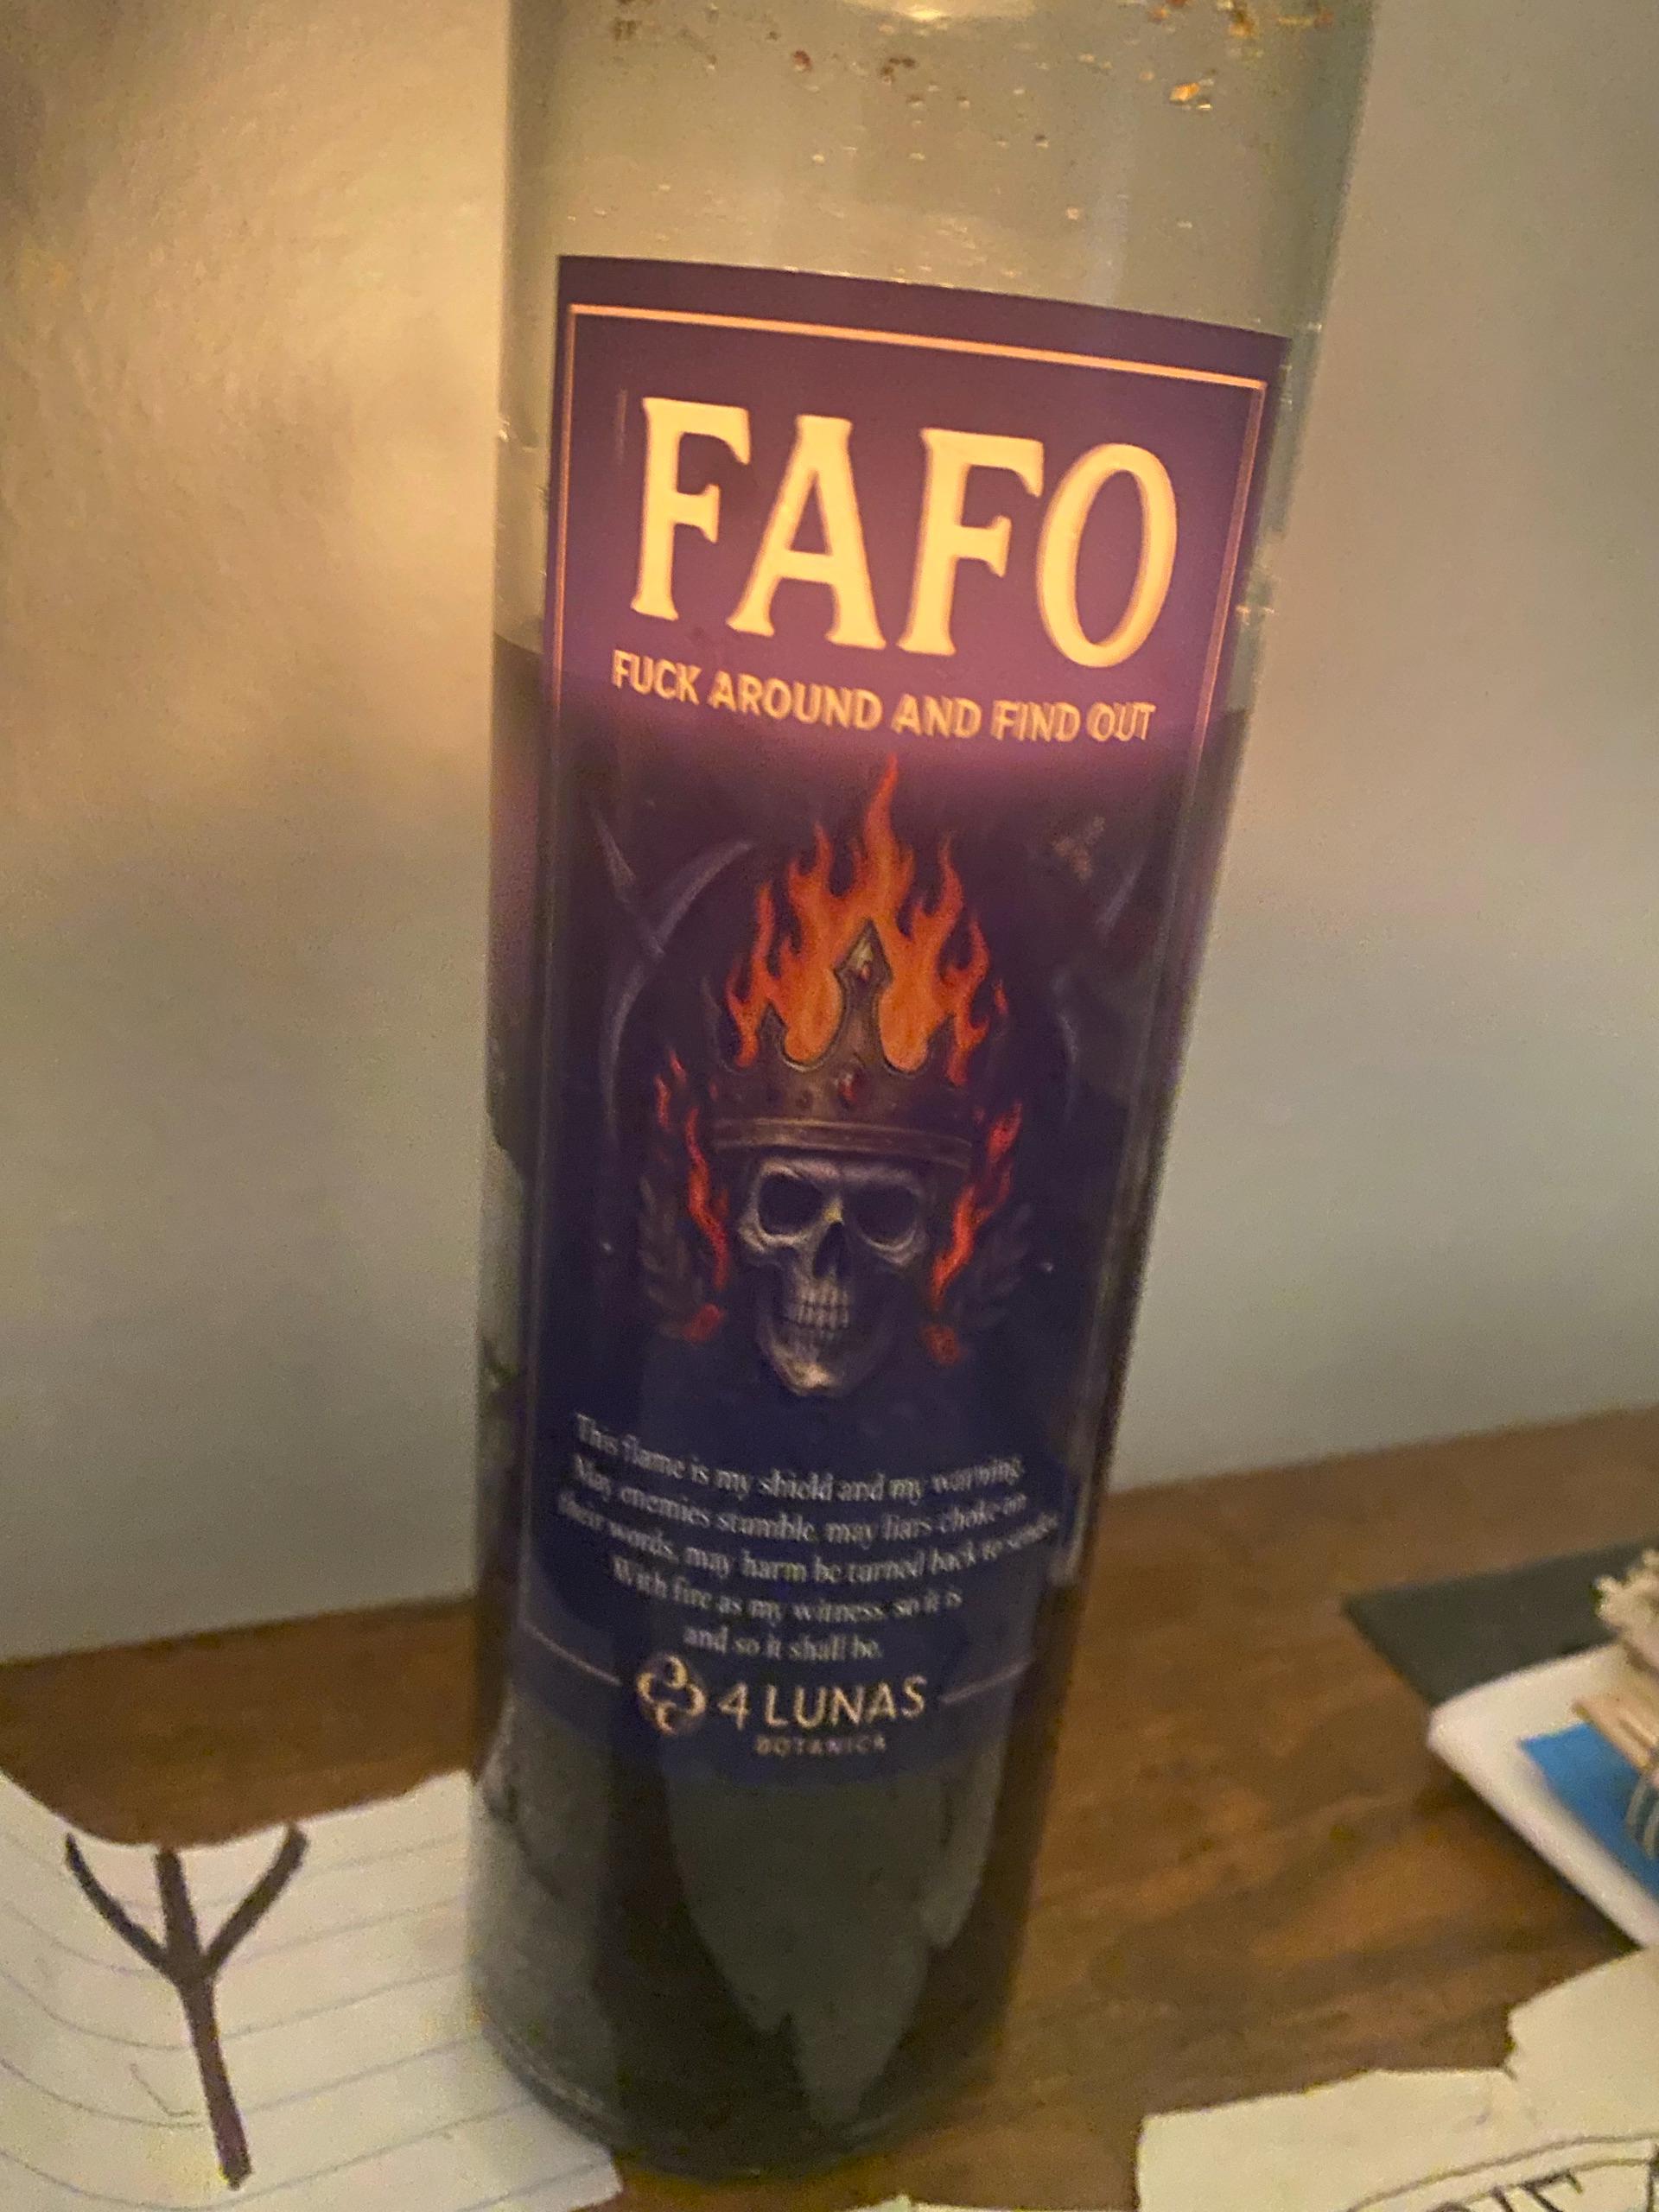 FAFO
FUCK AROUND AND FIND OUT
This flame is my shield and my warning.
May enemies stumble, may liars choke on
their words, may harm be turned back to sender.
With fire as my witness, so it is
and so it shall be.
4 LUNAS
BOTANICA